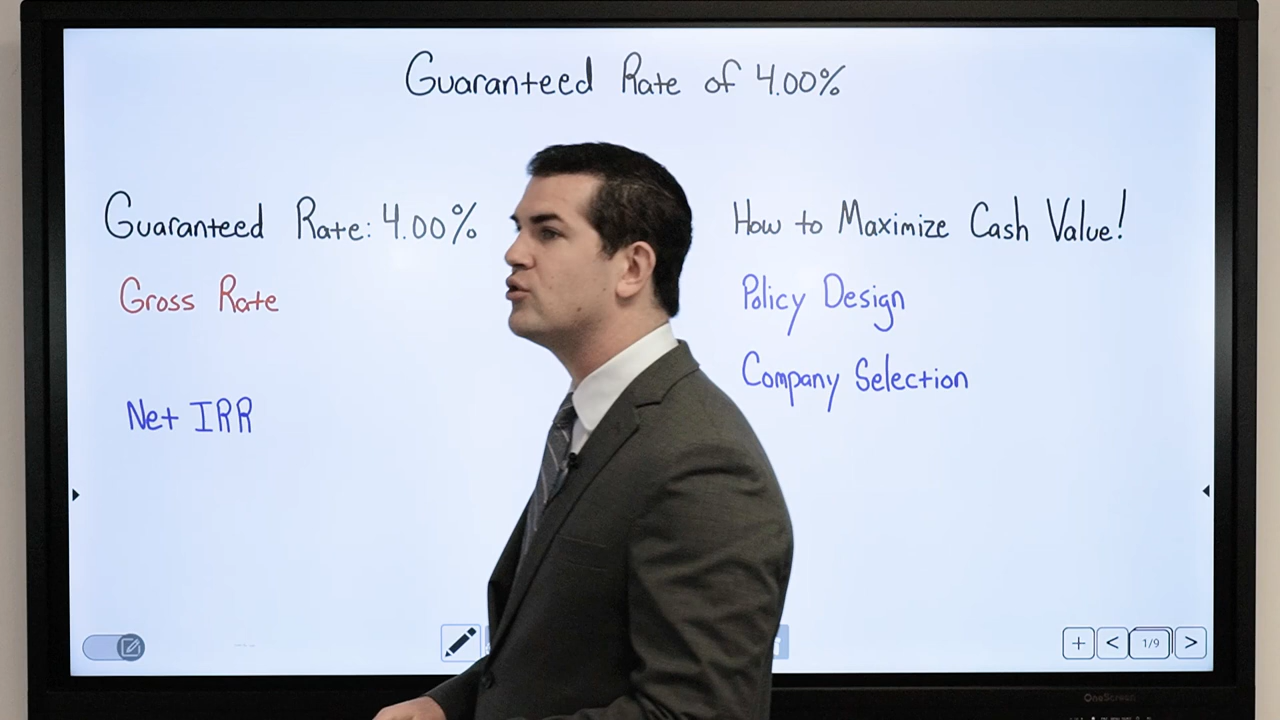 Guaranteed Rate of 4.00%
Guaranteed Rate: 4.00%
Gross Rate
Net IRR
How to Maximize Cash Value!
Policy Design
Company Selection
+ < 1/9 >
OneScreen